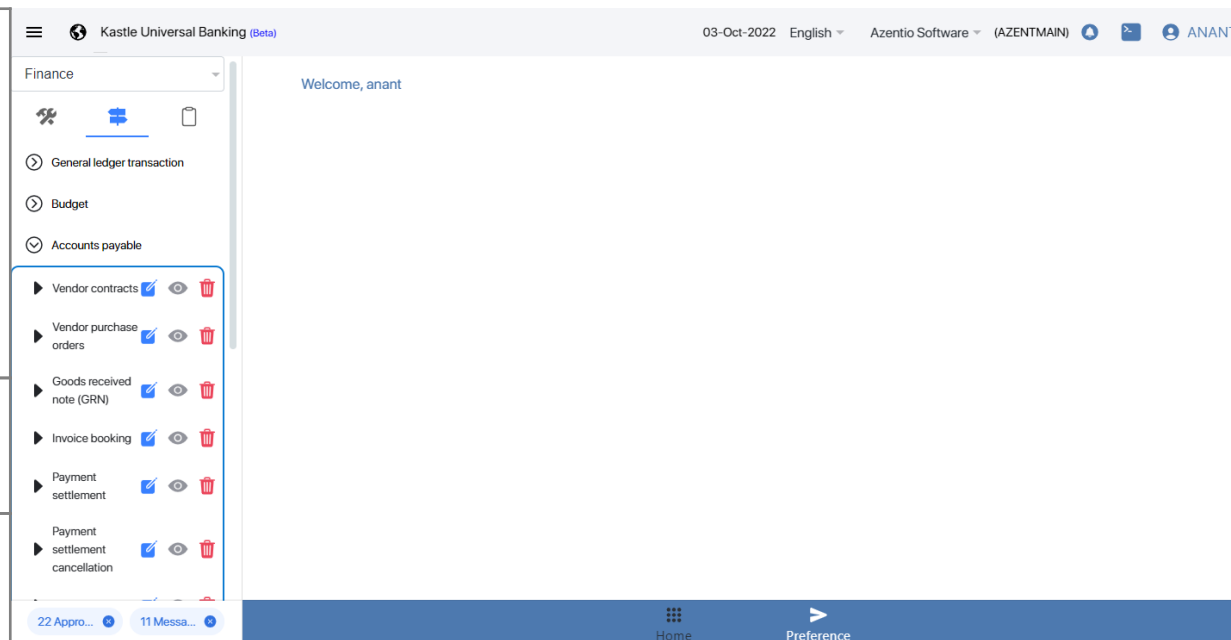 Kastle Universal Banking (Beta)
03-Oct-2022 English Azentio Software (AZENTMAIN) ANANT
Finance
Welcome, anant
General ledger transaction
Budget
Accounts payable
Vendor contracts
Vendor purchase
orders
Goods received
note (GRN)
Invoice booking
Payment
settlement
Payment
settlement
cancellation
22 Appro...
11 Messa...
Home
Preference